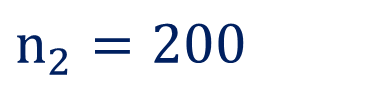 n₂ = 200